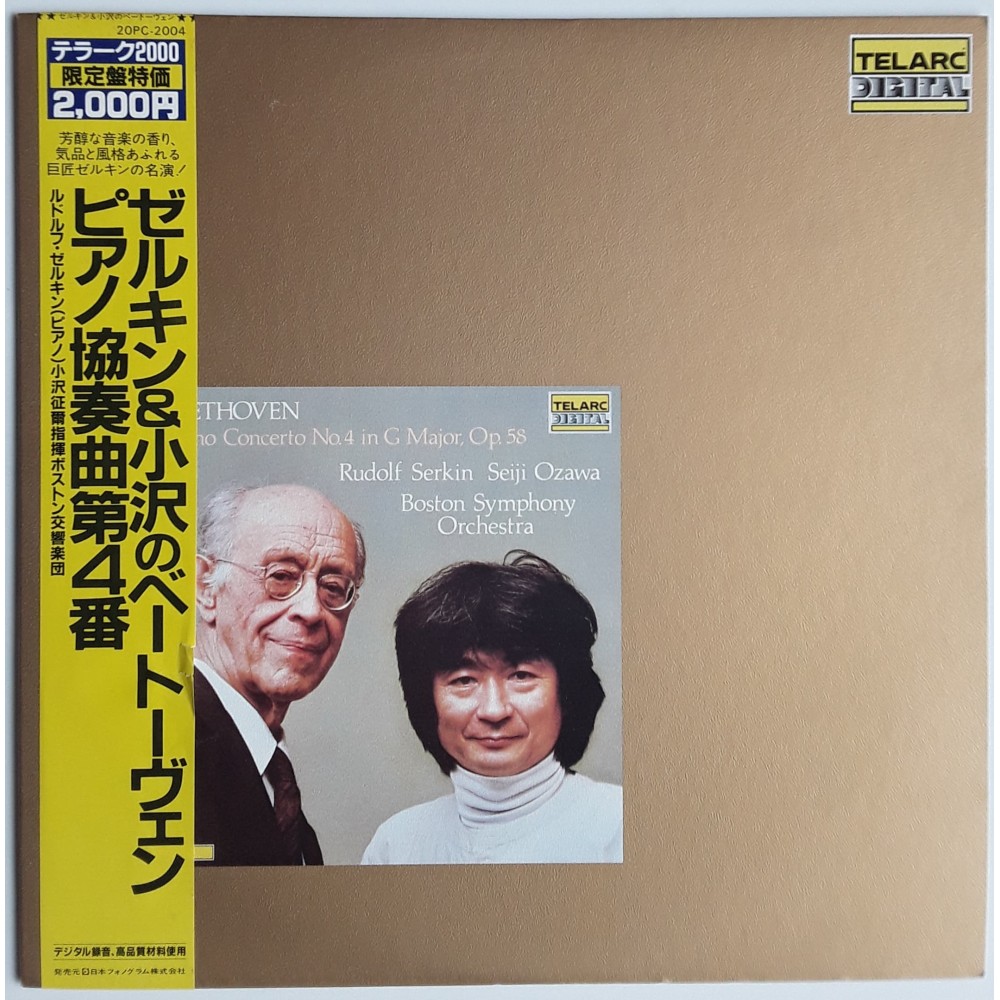 ゼルキン&小沢のベートーヴェン
20PC-2004
テラーク2000
限定盤特価
2,000円
芳醇な音楽の香り、
気品と風格あふれる
巨匠ゼルキンの名演!
ゼルキン&小沢のベートーヴェン
ピアノ協奏曲第4番
ルドルフ・ゼルキン(ピアノ)小沢征爾指揮ボストン交響楽団
デジタル録音、高品質材料使用
発売元 日本フォノグラム株式会社
TELARC
DIGITAL
ETHOVEN
no Concerto No. 4 in G Major, Op. 58
TELARC
DIGITAL
Rudolf Serkin Seiji Ozawa
Boston Symphony
Orchestra